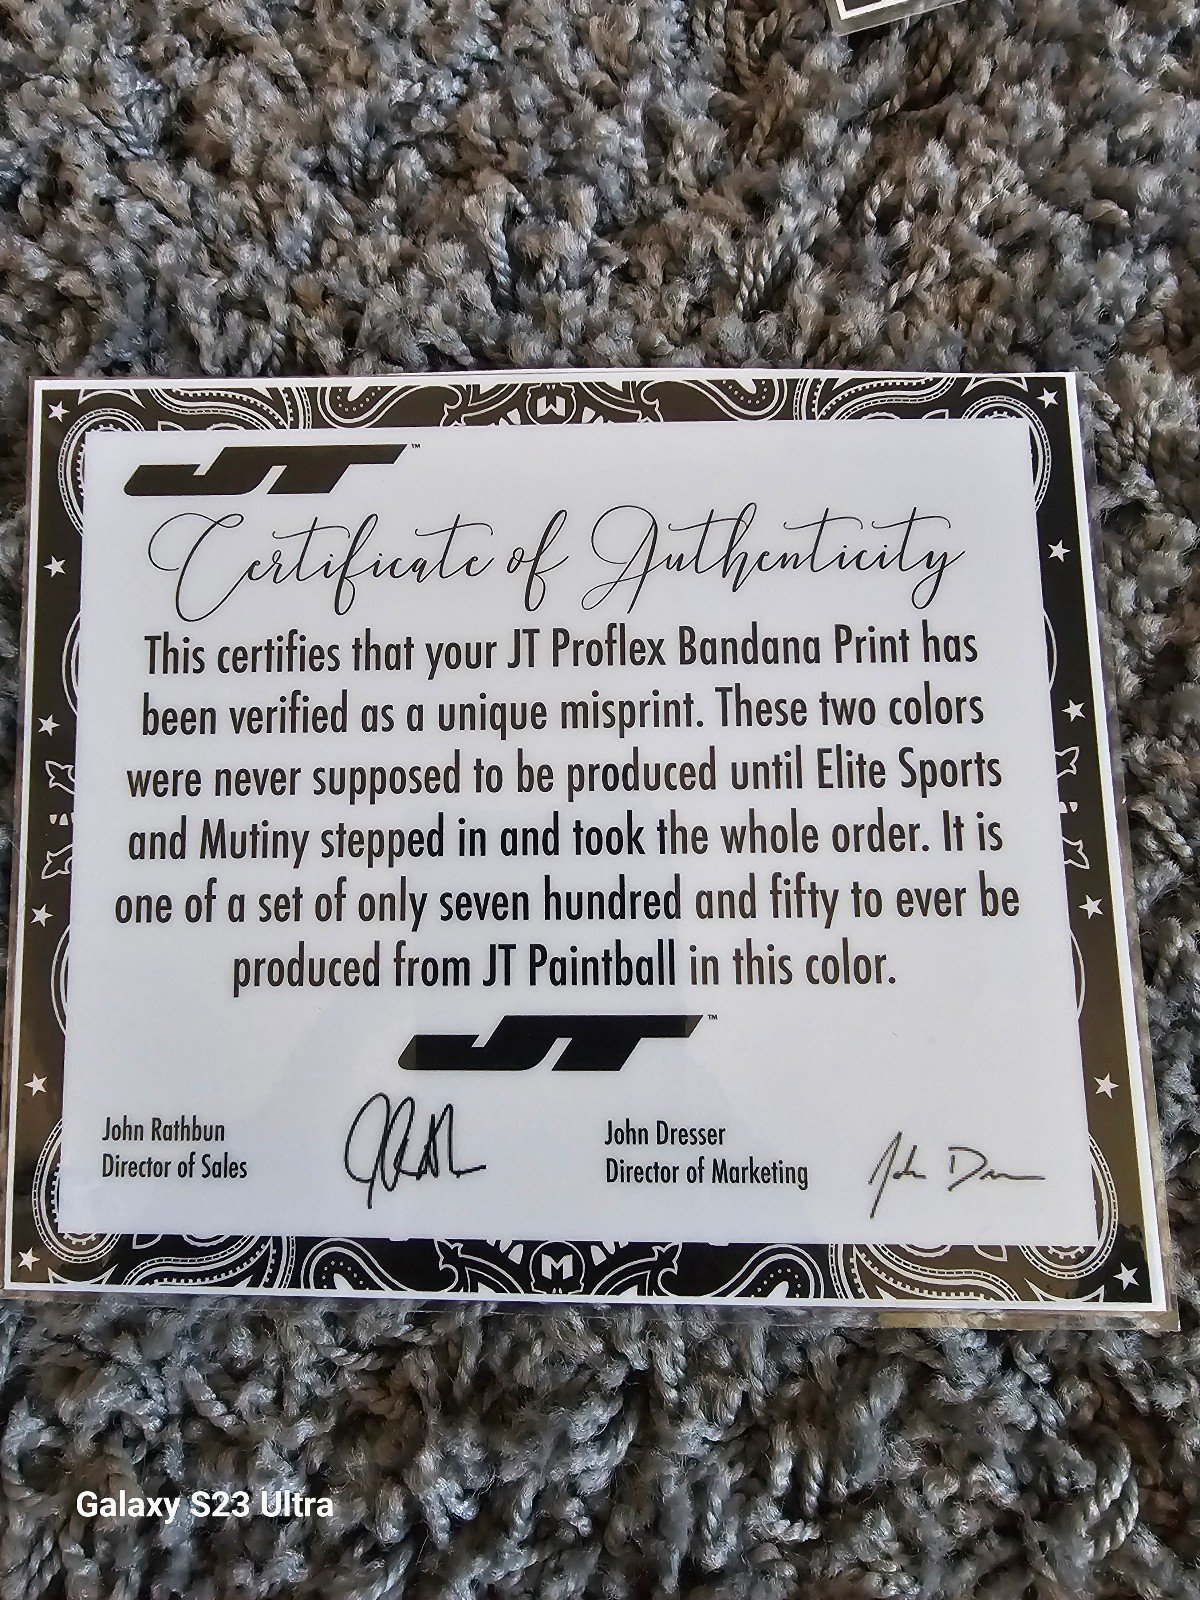 JT™
Certificate of Authenticity
This certifies that your JT Proflex Bandana Print has
been verified as a unique misprint. These two colors
were never supposed to be produced until Elite Sports
and Mutiny stepped in and took the whole order. It is
one of a set of only seven hundred and fifty to ever be
produced from JT Paintball in this color.
JT™
John Rathbun
Director of Sales
John Dresser
Director of Marketing
John D
M
M
Galaxy S23 Ultra